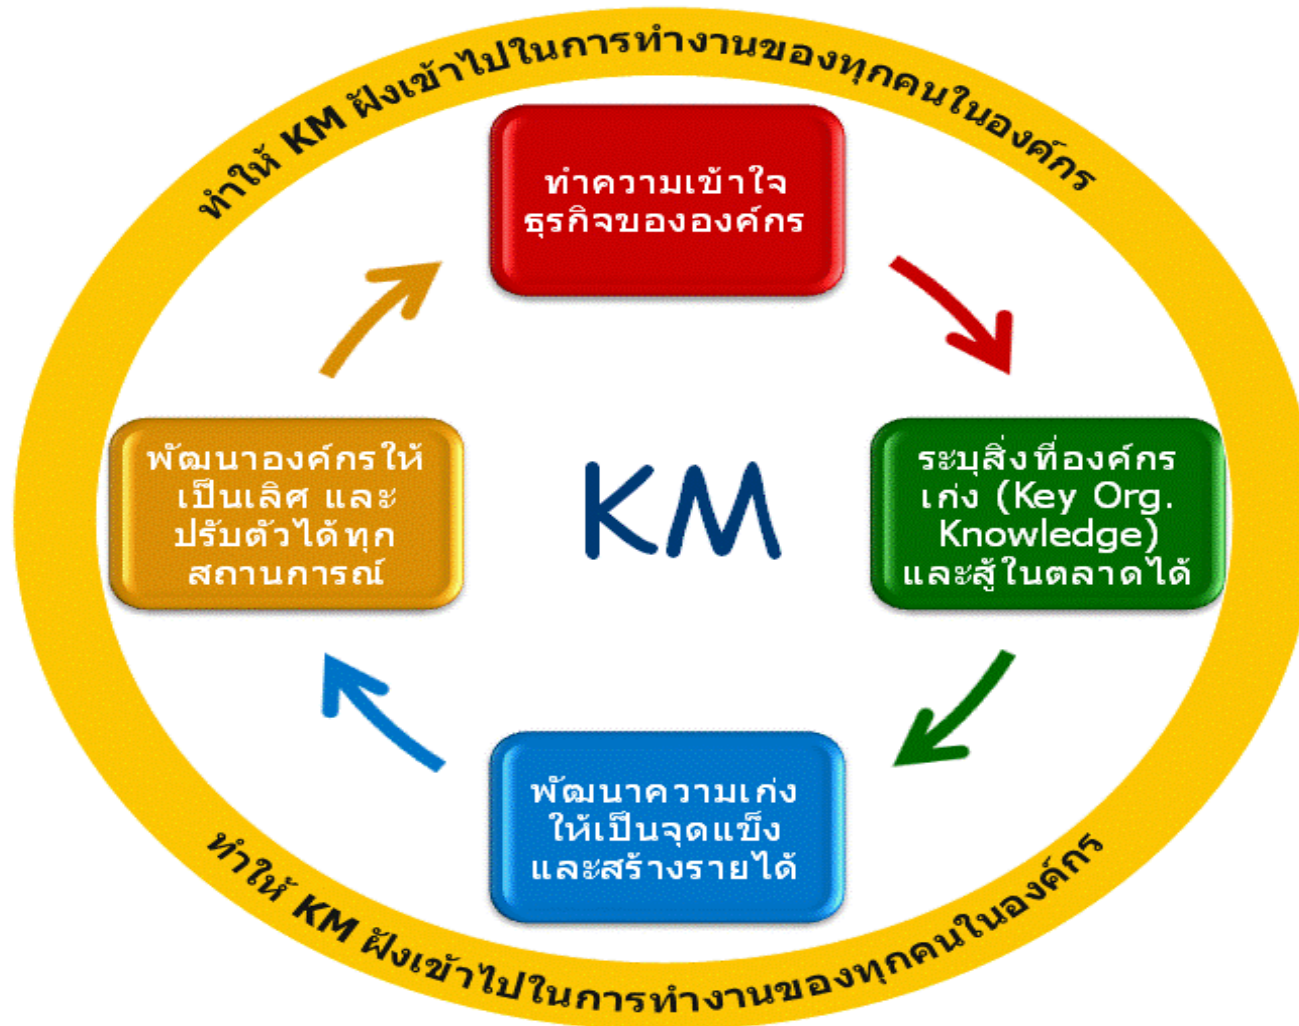 ทำให้ KM ฝังเข้าไปในการทำงานของทุกคนในองค์กร
ทำความเข้าใจ
ธุรกิจขององค์กร
พัฒนาองค์กรให้
เป็นเลิศ และ
ปรับตัวได้ทุก
สถานการณ์
KM
ระบุสิ่งที่องค์กร
เก่ง (Key Org.
Knowledge)
และสู้ในตลาดได้
พัฒนาความเก่ง
ให้เป็นจุดแข็ง
และสร้างรายได้
ทำให้ KM ฝังเข้าไปในการทำงานของทุกคนในองค์กร